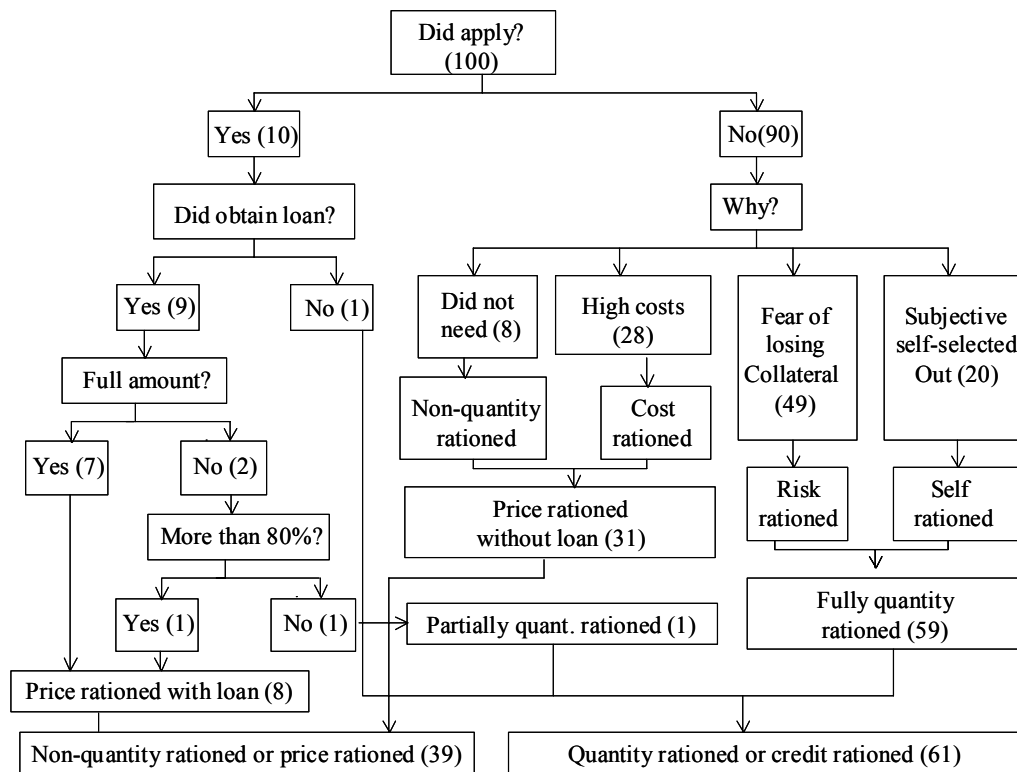 Did apply?
(100)
Yes (10)
No(90)
Did obtain loan?
Why?
Yes (9)
No (1)
Did not
need (8)
High costs
(28)
Fear of
losing
Collateral
(49)
Subjective
self-selected
Out (20)
Full amount?
Non-quantity
rationed
Cost
rationed
Yes (7)
No (2)
Risk
rationed
Self
rationed
More than 80%?
Price rationed
without loan (31)
Yes (1)
No (1)
Partially quant. rationed (1)
Fully quantity
rationed (59)
Price rationed with loan (8)
Non-quantity rationed or price rationed (39)
Quantity rationed or credit rationed (61)